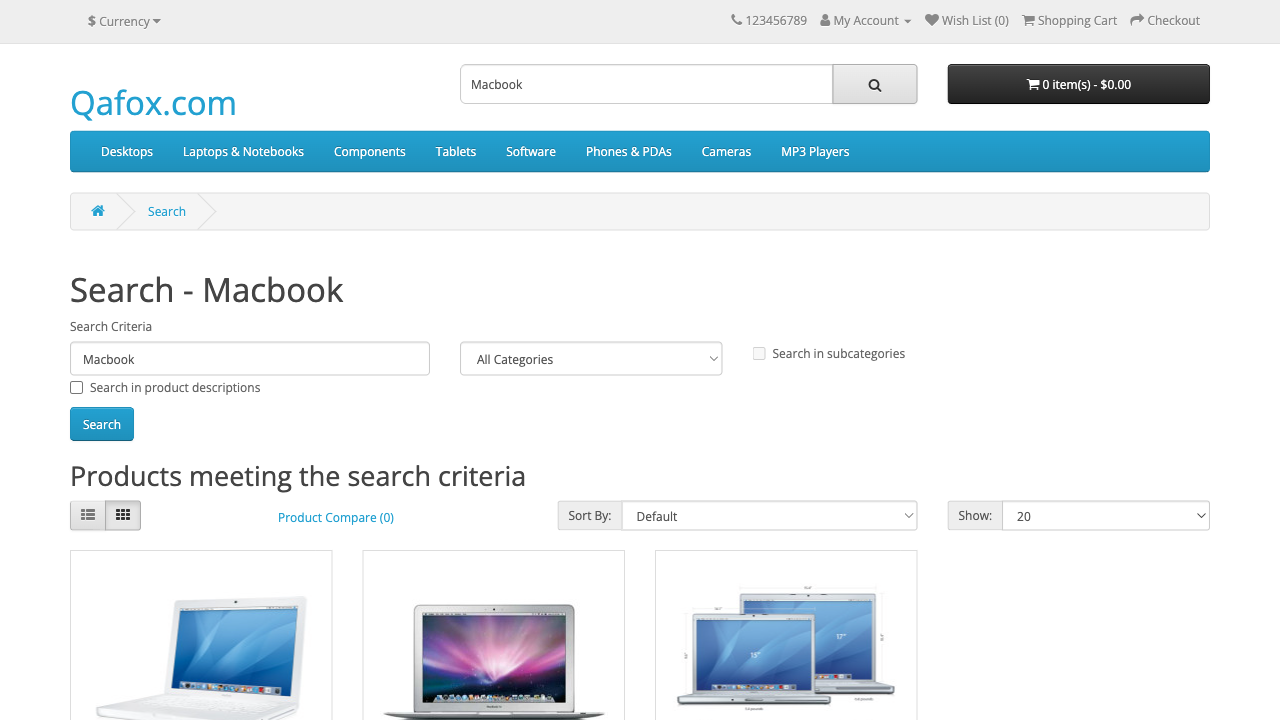 $ Currency
123456789 My Account Wish List (0) Shopping Cart Checkout
Qafox.com
Macbook
0 item(s) - $0.00
Desktops Laptops & Notebooks Components Tablets Software Phones & PDAs Cameras MP3 Players
Search
Search - Macbook
Search Criteria
Macbook
All Categories
Search in subcategories
Search in product descriptions
Search
Products meeting the search criteria
Product Compare (0)
Sort By: Default
Show: 20
15"
17"